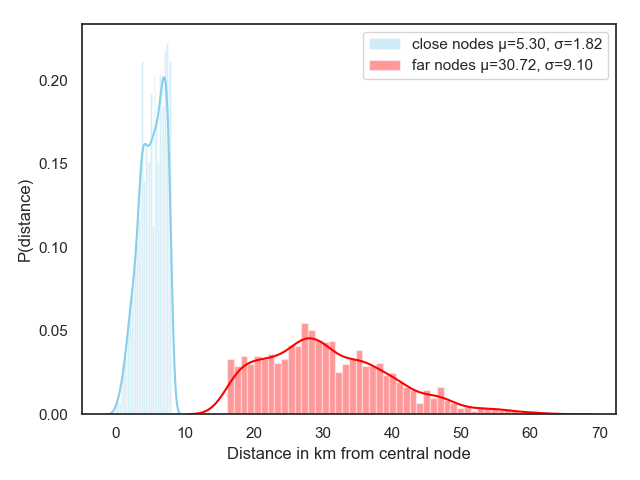 close nodes μ=5.30, σ=1.82
far nodes μ=30.72, σ=9.10
P(distance)
0.20
0.15
0.10
0.05
0.00
0 10 20 30 40 50 60 70
Distance in km from central node